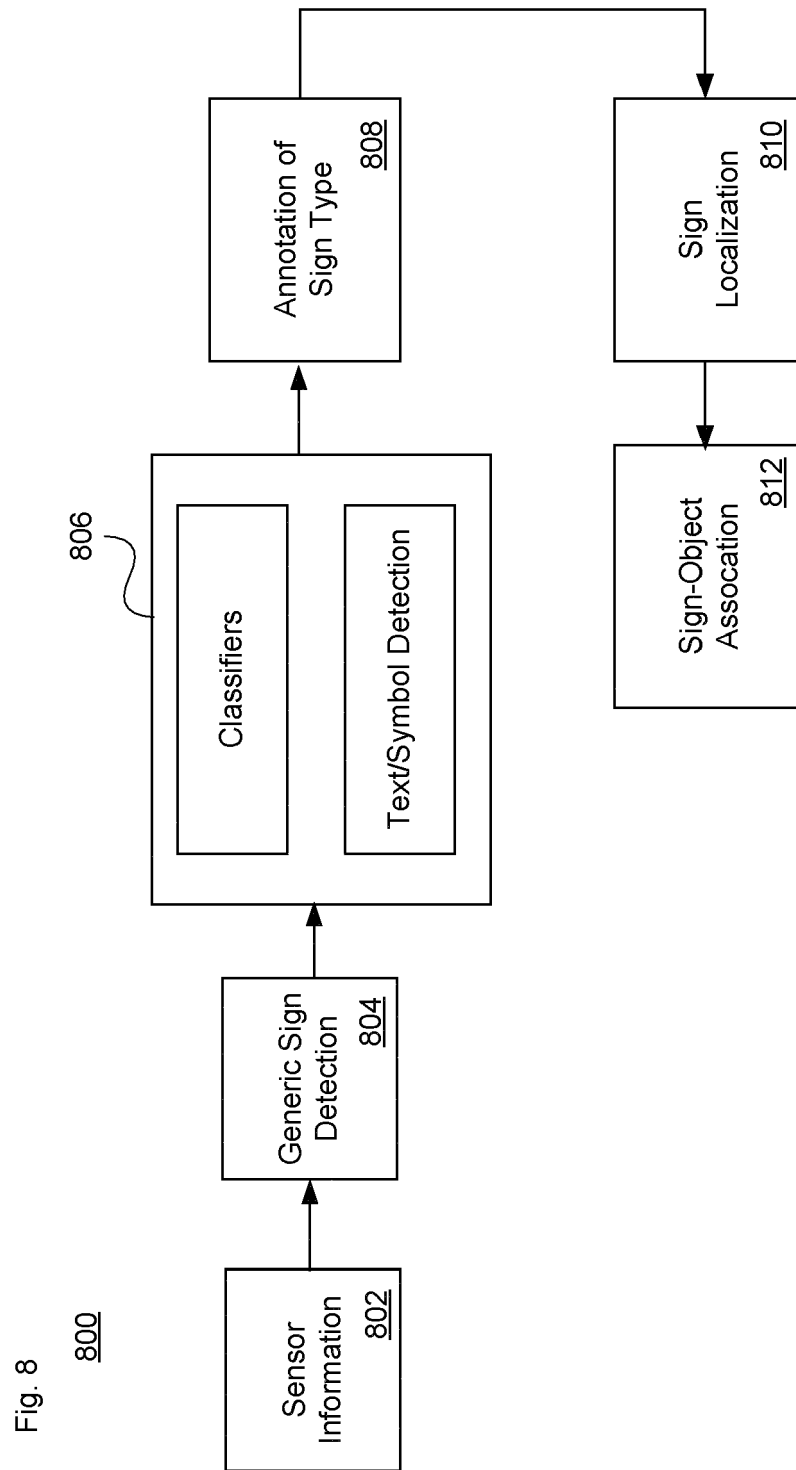 Fig. 8
800
Sensor
Information
802
Generic Sign
Detection
804
806
Classifiers
Text/Symbol Detection
Annotation of
Sign Type
808
Sign
Localization
810
Sign-Object
Assocation
812